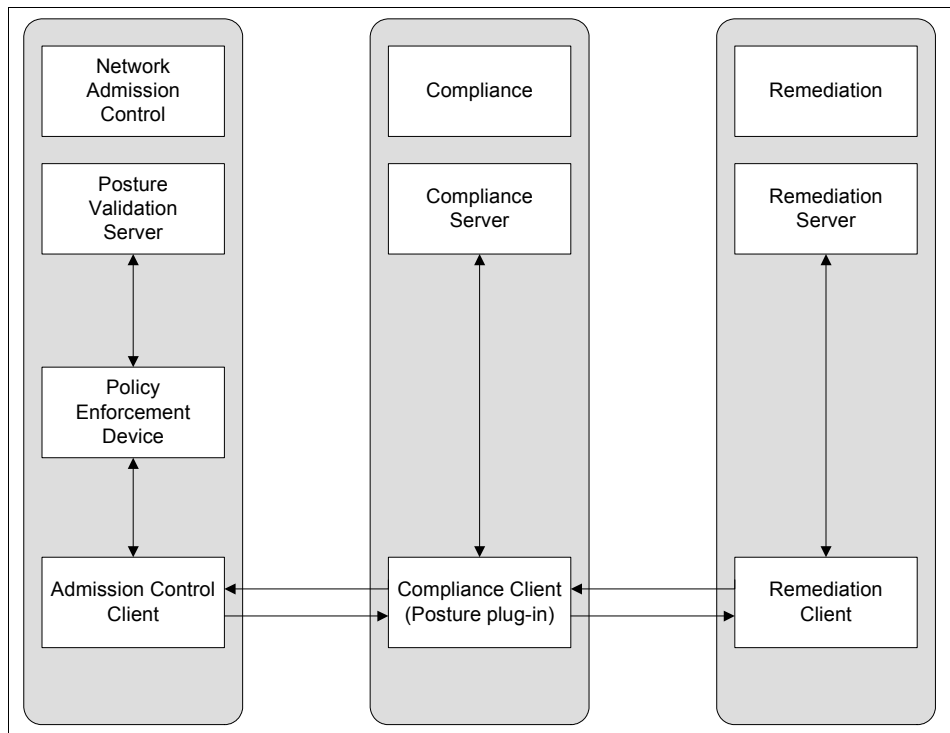 Network
Admission
Control
Compliance
Remediation
Posture
Validation
Server
Compliance
Server
Remediation
Server
Policy
Enforcement
Device
Admission Control
Client
Compliance Client
(Posture plug-in)
Remediation
Client